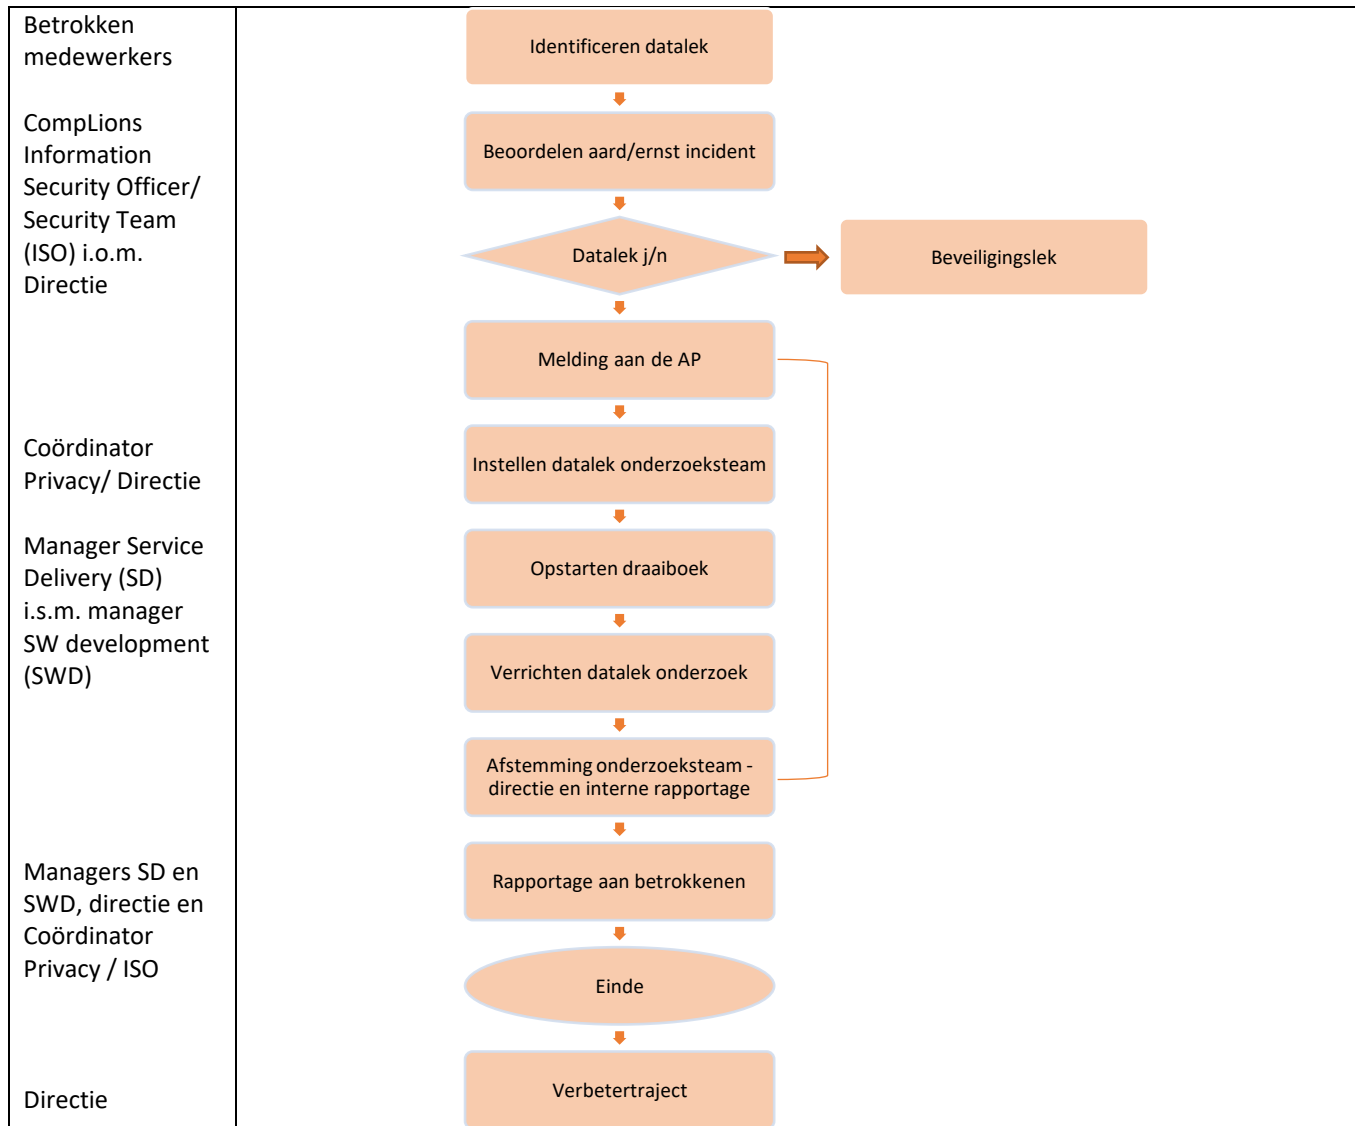 Betrokken
medewerkers
Identificeren datalek
CompLions
Information
Security Officer/
Security Team
(ISO) i.o.m.
Directie
Beoordelen aard/ernst incident
Datalek j/n
Beveiligingslek
Melding aan de AP
Coördinator
Privacy/ Directie
Instellen datalek onderzoeksteam
Manager Service
Delivery (SD)
i.s.m. manager
SW development
(SWD)
Opstarten draaiboek
Verrichten datalek onderzoek
Afstemming onderzoeksteam -
directie en interne rapportage
Managers SD en
SWD, directie en
Coördinator
Privacy / ISO
Rapportage aan betrokkenen
Einde
Directie
Verbetertraject